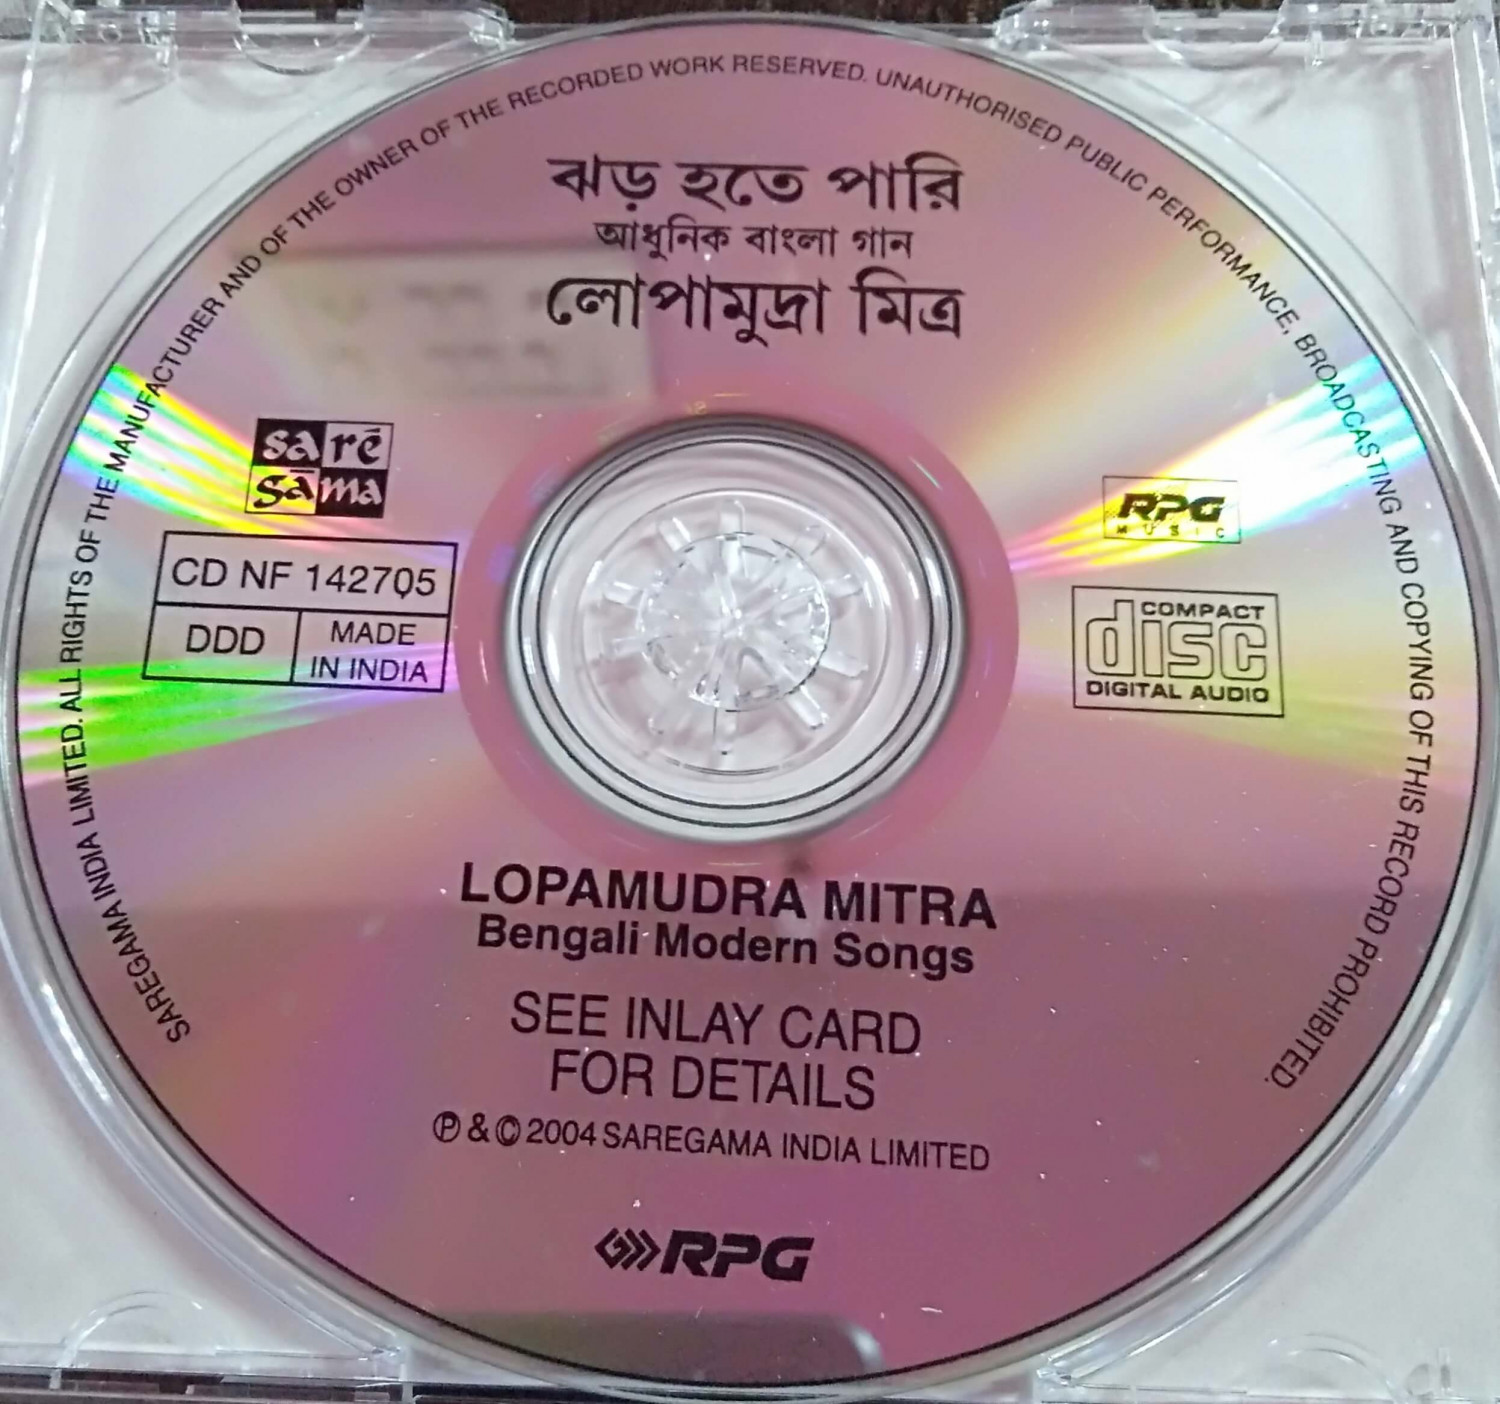 SAREGAMA INDIA LIMITED. ALL RIGHTS OF THE MANUFACTURER AND OF THE OWNER OF THE RECORDED WORK RESERVED. UNAUTHORISED PUBLIC PERFORMANCE, BROADCASTING AND COPYING OF THIS RECORD PROHIBITED.
ঝড় হতে পারি
আধুনিক বাংলা গান
লোপামুদ্রা মিত্র
sa rē
gā ma
RPG
MUSIC
CD NF 142705
DDD
MADE
IN INDIA
COMPACT
disc
DIGITAL AUDIO
LOPAMUDRA MITRA
Bengali Modern Songs
SEE INLAY CARD
FOR DETAILS
Ⓟ & © 2004 SAREGAMA INDIA LIMITED
RPG